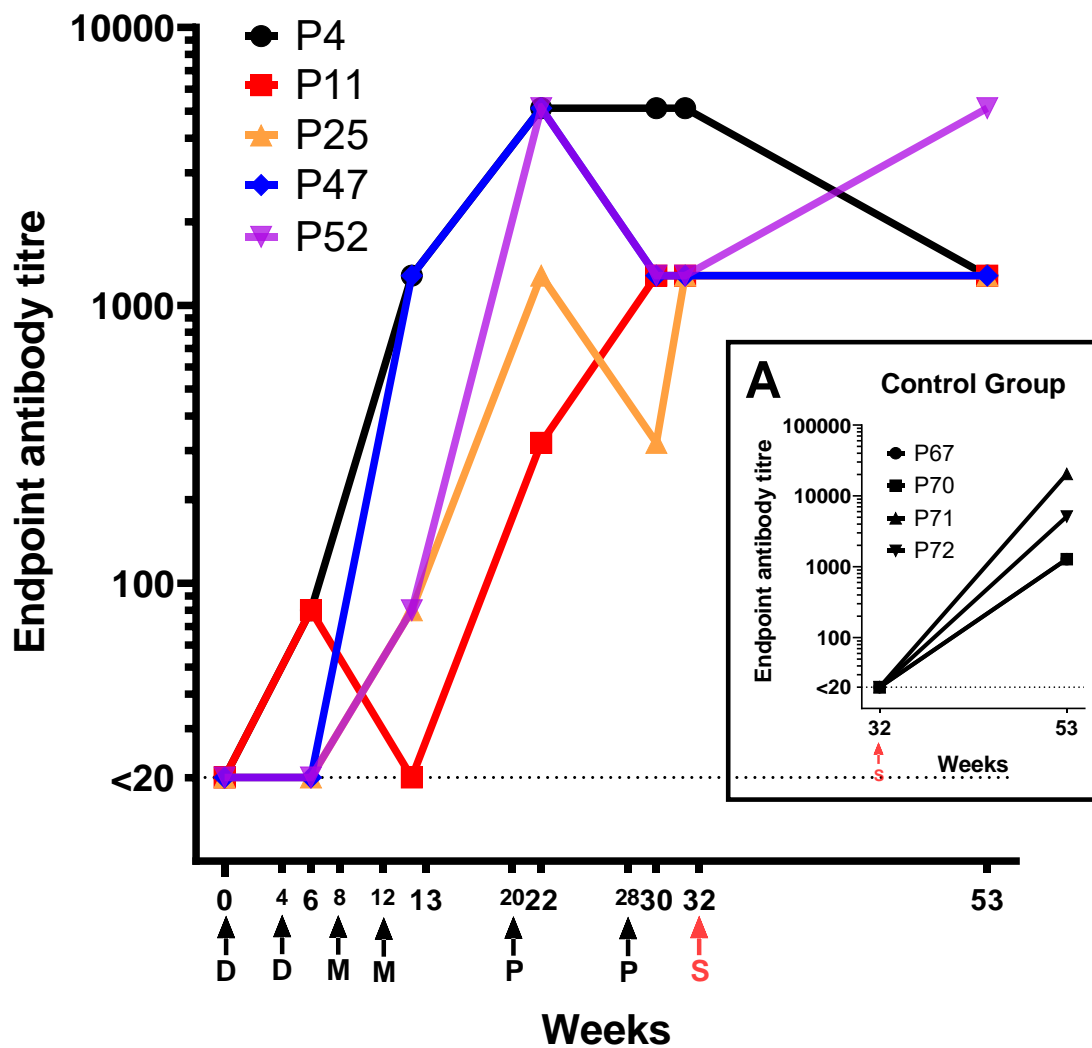 10000
1000
100
<20
Endpoint antibody titre
P4
P11
P25
P47
P52
A
Control Group
100000
10000
1000
100
<20
Endpoint antibody titre
P67
P70
P71
P72
32 53
S
Weeks
0 4 6 8 12 13 20 22 28 30 32 53
D D M M P P S
Weeks